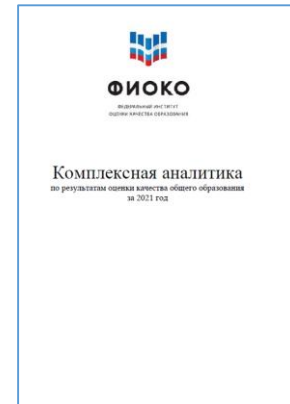 ФИОКО
ФЕДЕРАЛЬНЫЙ ИНСТИТУТ
ОЦЕНКИ КАЧЕСТВА ОБРАЗОВАНИЯ
Комплексная аналитика
по результатам оценки качества общего образования
за 2021 год